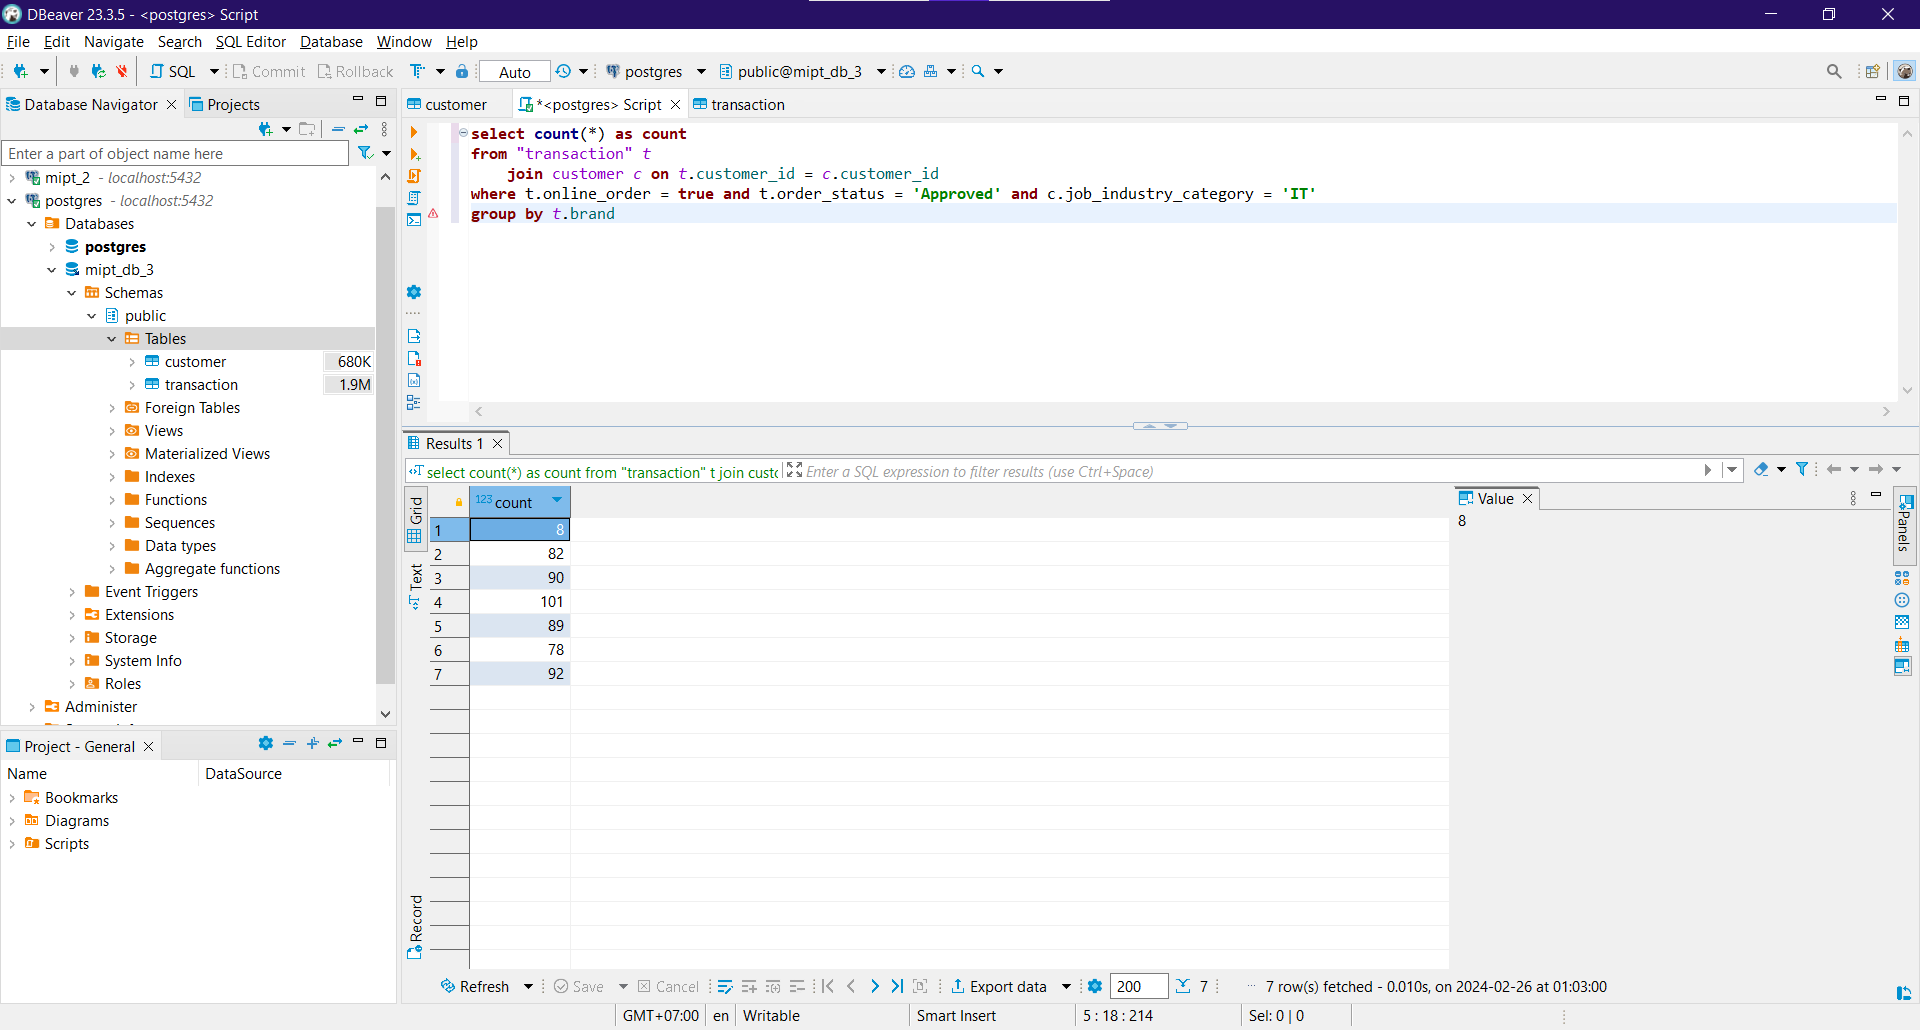 DBeaver 23.3.5 - <postgres> Script
File Edit Navigate Search SQL Editor Database Window Help
SQL Commit Rollback Auto postgres public@mipt_db_3
Database Navigator Projects
Enter a part of object name here
mipt_2 - localhost:5432
postgres - localhost:5432
Databases
postgres
mipt_db_3
Schemas
public
Tables
customer 680K
transaction 1.9M
Foreign Tables
Views
Materialized Views
Indexes
Functions
Sequences
Data types
Aggregate functions
Event Triggers
Extensions
Storage
System Info
Roles
Administer
Project - General
Name DataSource
Bookmarks
Diagrams
Scripts
customer *<postgres> Script transaction
select count(*) as count
from "transaction" t
join customer c on t.customer_id = c.customer_id
where t.online_order = true and t.order_status = 'Approved' and c.job_industry_category = 'IT'
group by t.brand
Results 1
select count(*) as count from "transaction" t join custo
Enter a SQL expression to filter results (use Ctrl+Space)
Grid
Text
Record
123 count
1 8
2 82
3 90
4 101
5 89
6 78
7 92
Value
8
Panels
Refresh Save Cancel Export data 200 7 7 row(s) fetched - 0.010s, on 2024-02-26 at 01:03:00
GMT+07:00 en Writable Smart Insert 5 : 18 : 214 Sel: 0 | 0